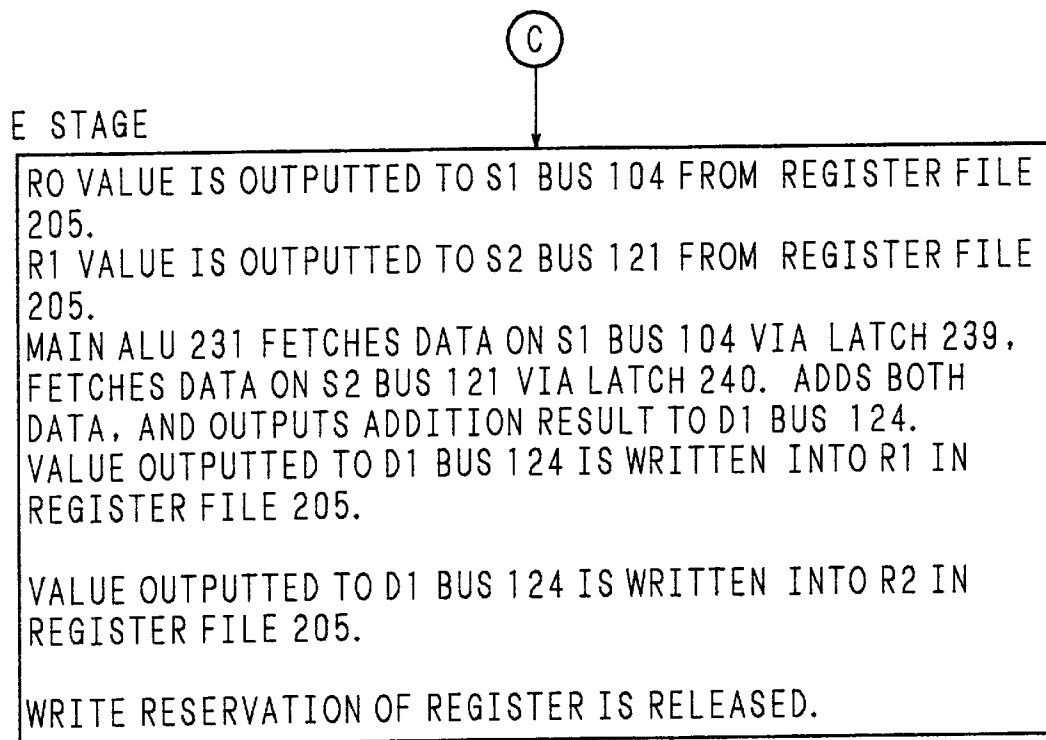 C
E STAGE
RO VALUE IS OUTPUTTED TO S1 BUS 104 FROM REGISTER FILE
205.
R1 VALUE IS OUTPUTTED TO S2 BUS 121 FROM REGISTER FILE
205.
MAIN ALU 231 FETCHES DATA ON S1 BUS 104 VIA LATCH 239,
FETCHES DATA ON S2 BUS 121 VIA LATCH 240. ADDS BOTH
DATA, AND OUTPUTS ADDITION RESULT TO D1 BUS 124.
VALUE OUTPUTTED TO D1 BUS 124 IS WRITTEN INTO R1 IN
REGISTER FILE 205.
VALUE OUTPUTTED TO D1 BUS 124 IS WRITTEN INTO R2 IN
REGISTER FILE 205.
WRITE RESERVATION OF REGISTER IS RELEASED.